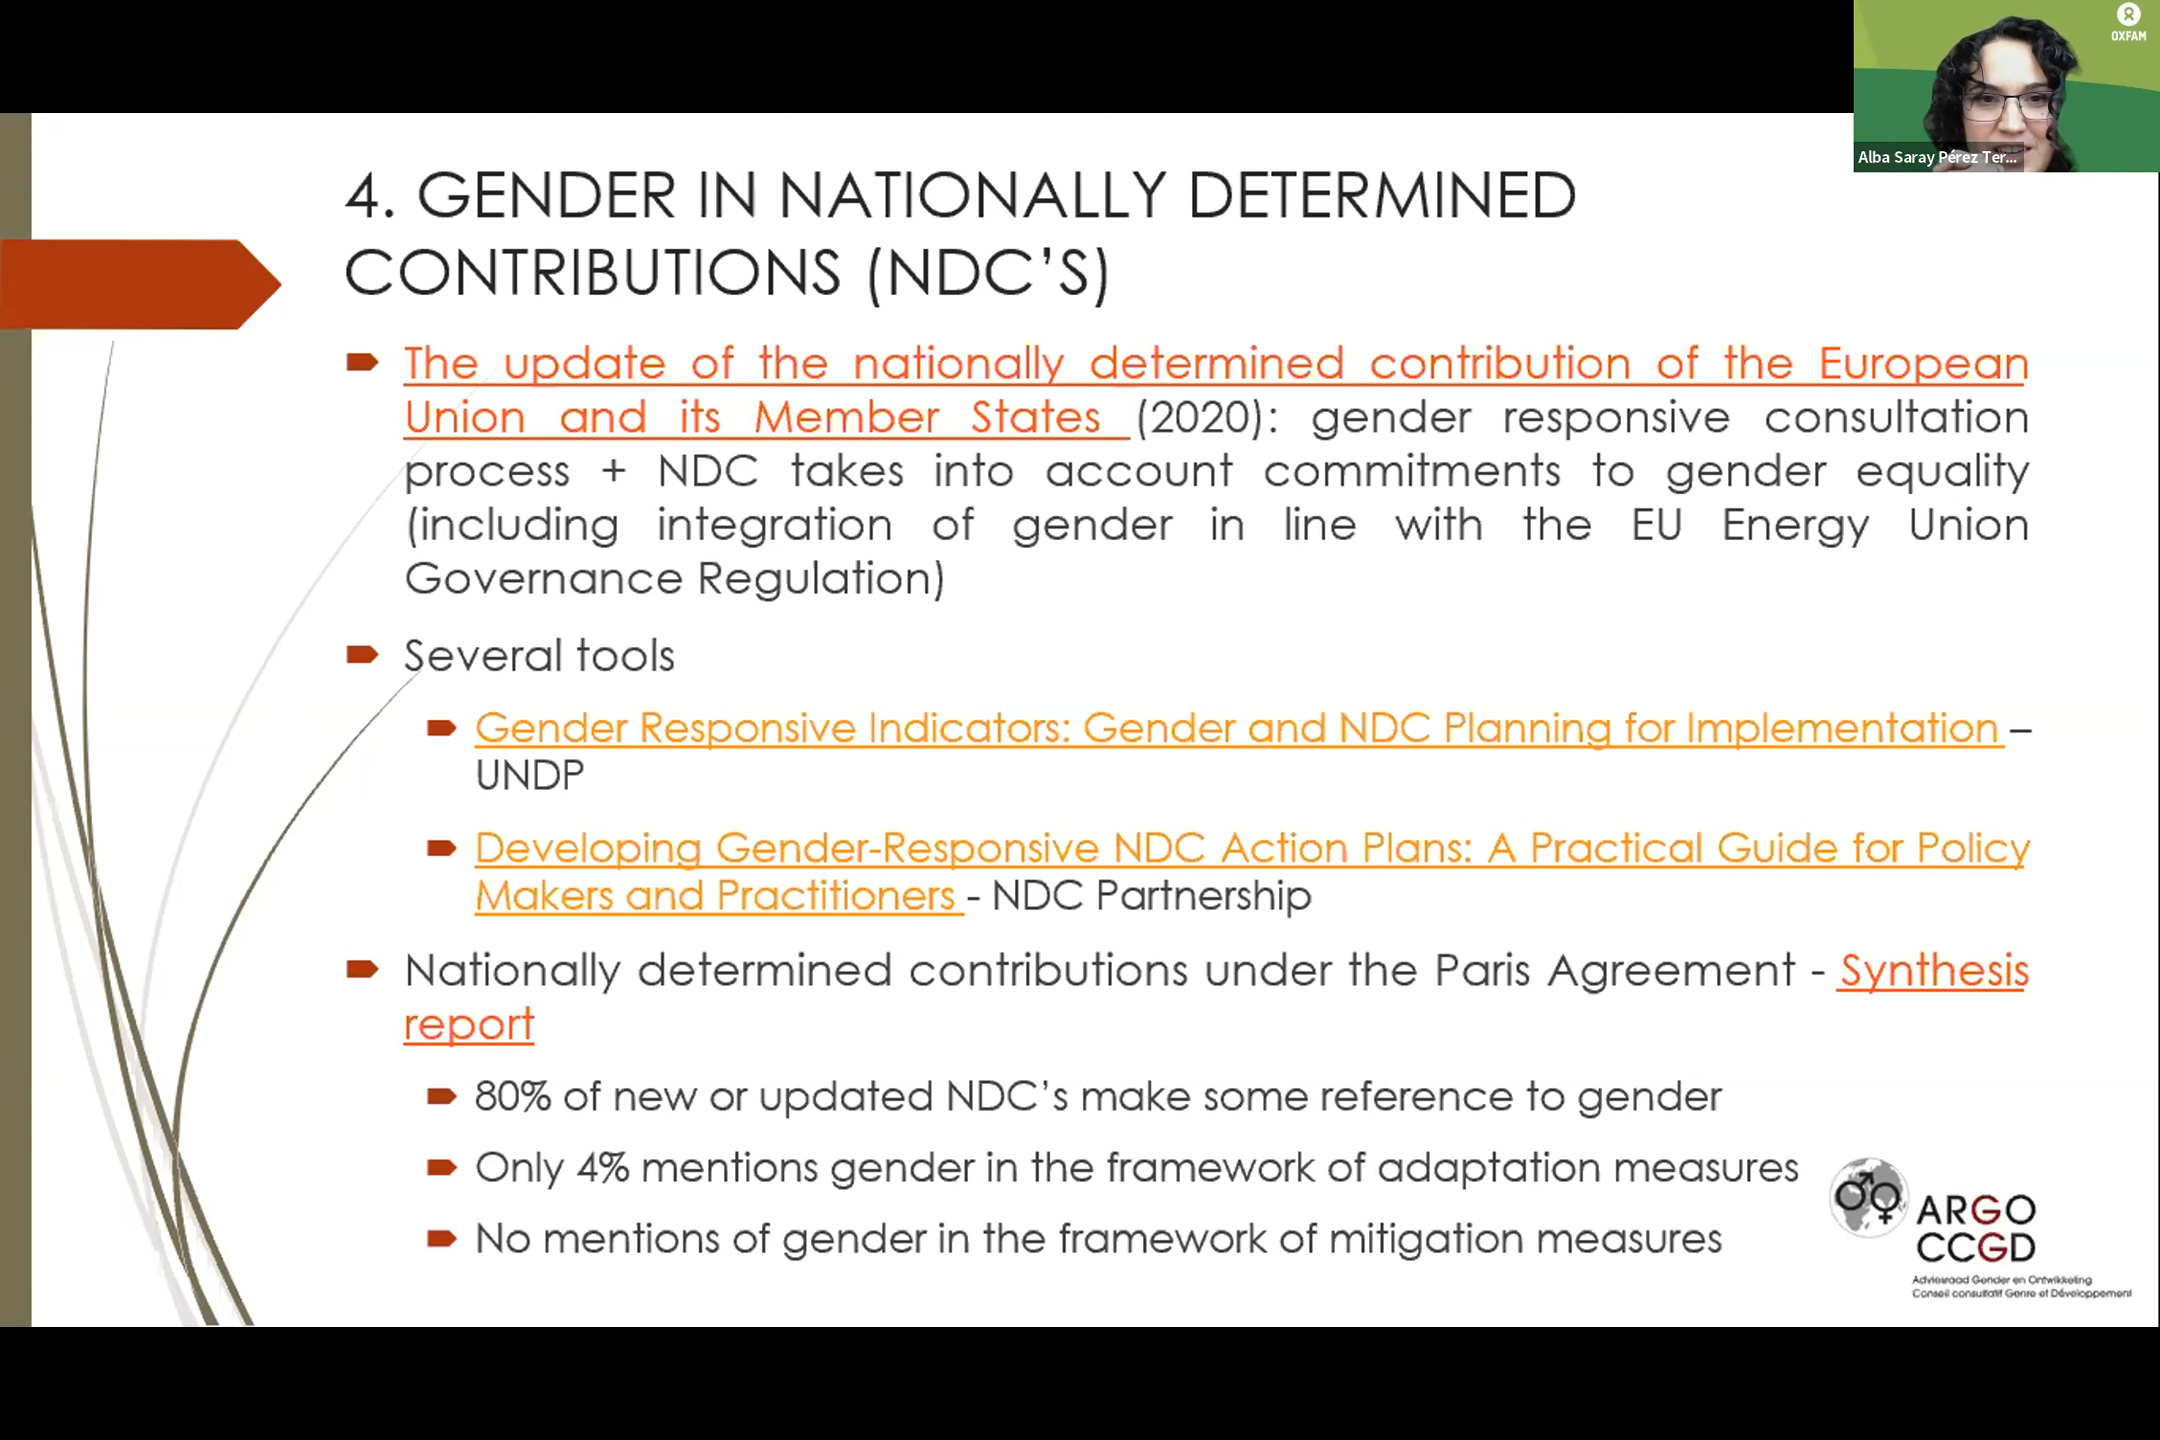 OXFAM
Alba Saray Pérez Ter...
4. GENDER IN NATIONALLY DETERMINED
CONTRIBUTIONS (NDC’S)
The update of the nationally determined contribution of the European
Union and its Member States (2020): gender responsive consultation
process + NDC takes into account commitments to gender equality
(including integration of gender in line with the EU Energy Union
Governance Regulation)
Several tools
Gender Responsive Indicators: Gender and NDC Planning for Implementation –
UNDP
Developing Gender-Responsive NDC Action Plans: A Practical Guide for Policy
Makers and Practitioners - NDC Partnership
Nationally determined contributions under the Paris Agreement - Synthesis
report
80% of new or updated NDC’s make some reference to gender
Only 4% mentions gender in the framework of adaptation measures
No mentions of gender in the framework of mitigation measures
ARGO
CCGD
Adviesraad Gender en Ontwikkeling
Conseil consultatif Genre et Développement